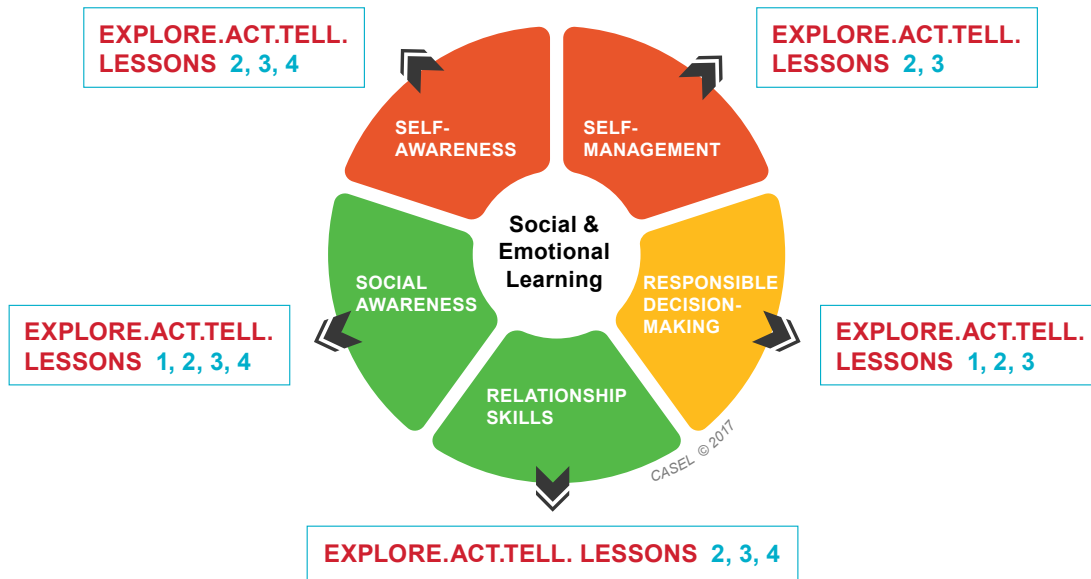 EXPLORE.ACT.TELL.
LESSONS 2, 3, 4
EXPLORE.ACT.TELL.
LESSONS 2, 3
SELF-
AWARENESS
SELF-
MANAGEMENT
Social &
Emotional
Learning
SOCIAL
AWARENESS
RESPONSIBLE
DECISION-
MAKING
EXPLORE.ACT.TELL.
LESSONS 1, 2, 3, 4
EXPLORE.ACT.TELL.
LESSONS 1, 2, 3
RELATIONSHIP
SKILLS
CASEL © 2017
EXPLORE.ACT.TELL. LESSONS 2, 3, 4